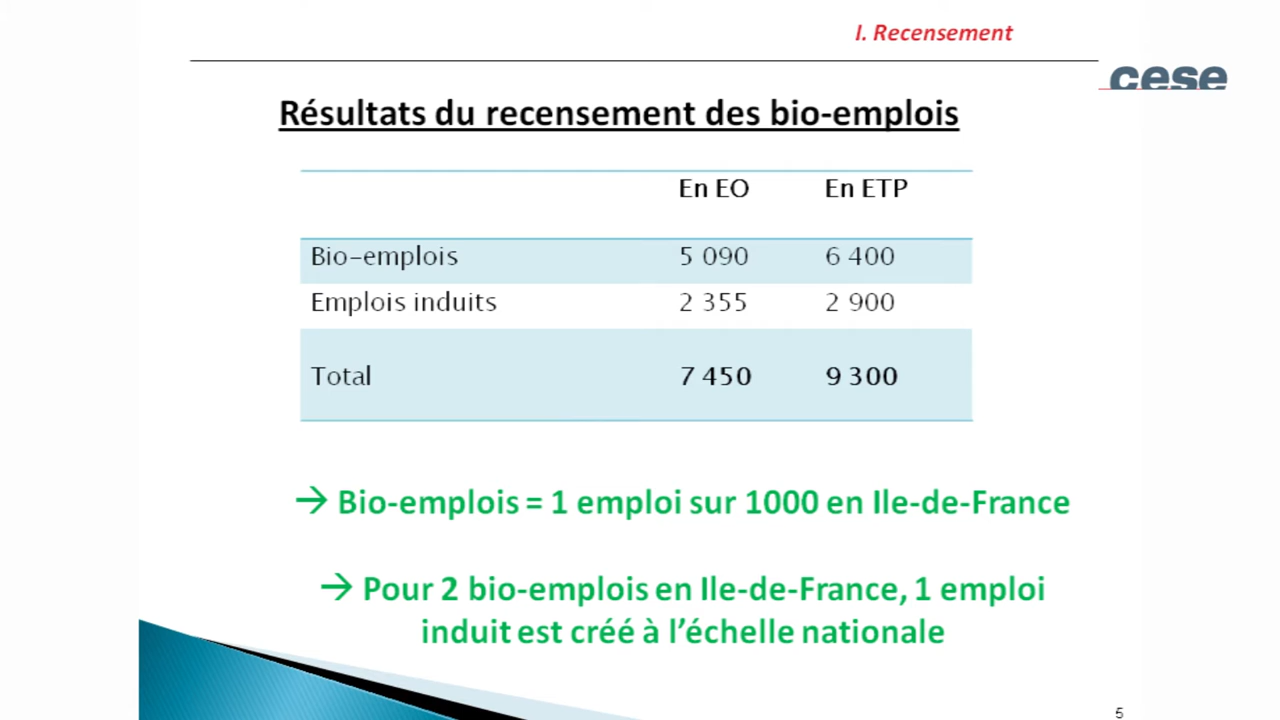 I. Recensement
cese
Résultats du recensement des bio-emplois
En EO En ETP
Bio-emplois 5 090 6 400
Emplois induits 2 355 2 900
Total 7 450 9 300
→ Bio-emplois = 1 emploi sur 1000 en Ile-de-France
→ Pour 2 bio-emplois en Ile-de-France, 1 emploi
induit est créé à l’échelle nationale
5